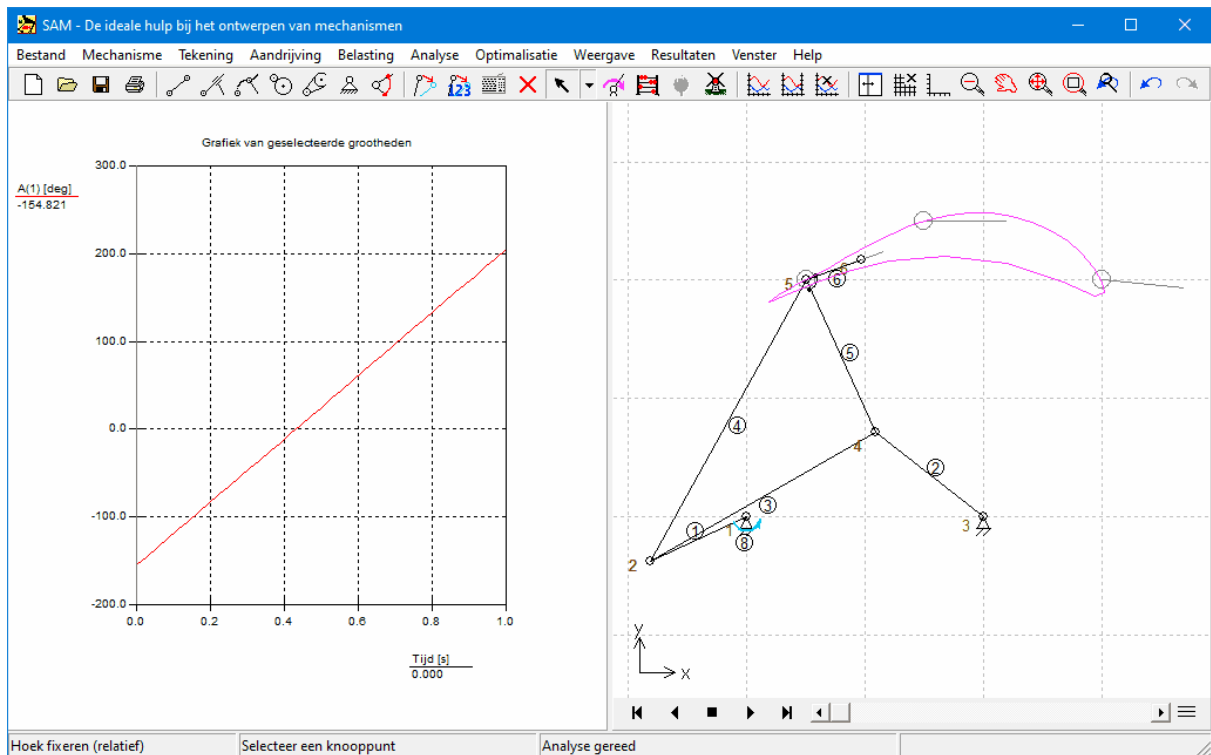 SAM - De ideale hulp bij het ontwerpen van mechanismen
Bestand Mechanisme Tekening Aandrijving Belasting Analyse Optimalisatie Weergave Resultaten Venster Help
123
Grafiek van geselecteerde grootheden
A(1) [deg]
-154.821
300.0
200.0
100.0
0.0
-100.0
-200.0
0.0 0.2 0.4 0.6 0.8 1.0
Tijd [s]
0.000
5 6
6
5
4
4
2
3
1
1
3
8
2
y
x
Hoek fixeren (relatief) Selecteer een knooppunt Analyse gereed